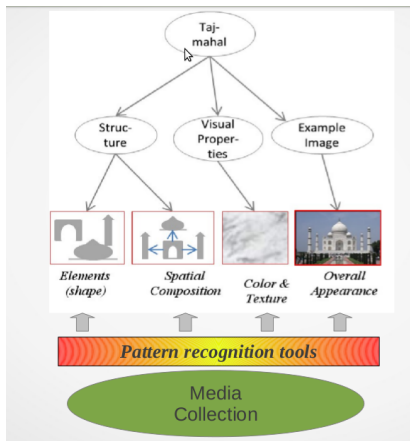 Taj-
mahal
Struc-
ture
Visual
Proper-
ties
Example
Image
Elements
(shape)
Spatial
Composition
Color &
Texture
Overall
Appearance
Pattern recognition tools
Media
Collection